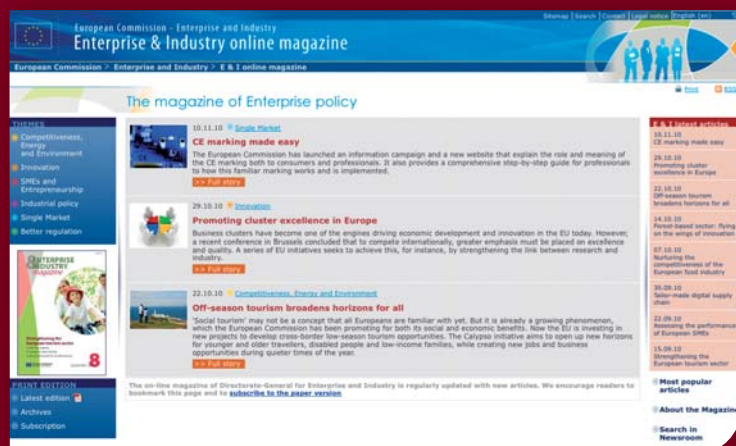 Sitemap | Search | Contact | Legal notice English (en)
European Commission - Enterprise and Industry
Enterprise & Industry online magazine
European Commission > Enterprise and Industry > E & I online magazine
Print RSS
The magazine of Enterprise policy
THEMES
Competitiveness,
Energy
and Environment
Innovation
SMEs and
Entrepreneurship
Industrial policy
Single Market
Better regulation
ENTERPRISE
& INDUSTRY
magazine
Strengthening the
European tourism sector
8
PRINT EDITION
Latest edition
Archives
Subscription
10.11.10 Single Market
CE marking made easy
The European Commission has launched an information campaign and a new website that explain the role and meaning of
the CE marking both to consumers and professionals. It also provides a comprehensive step-by-step guide for professionals
to how this familiar marking works and is implemented.
>> Full story
29.10.10 Innovation
Promoting cluster excellence in Europe
Business clusters have become one of the engines driving economic development and innovation in the EU today. However,
a recent conference in Brussels concluded that to compete internationally, greater emphasis must be placed on excellence
and quality. A series of EU initiatives seeks to achieve this, for instance, by strengthening the link between research and
industry.
>> Full story
22.10.10 Competitiveness, Energy and Environment
Off-season tourism broadens horizons for all
'Social tourism' may not be a concept that all Europeans are familiar with yet. But it is already a growing phenomenon,
which the European Commission has been promoting for both its social and economic benefits. Now the EU is investing in
new projects to develop cross-border low-season tourism opportunities. The Calypso initiative aims to open up new horizons
for younger and older travellers, disabled people and low-income families, while creating new jobs and business
opportunities during quieter times of the year.
>> Full story
The on-line magazine of Directorate-General for Enterprise and Industry is regularly updated with new articles. We encourage readers to
bookmark this page and to subscribe to the paper version
E & I latest articles
10.11.10
CE marking made easy
29.10.10
Promoting cluster
excellence in Europe
22.10.10
Off-season tourism
broadens horizons for all
14.10.10
Forest-based sector: flying
on the wings of innovation
07.10.10
Nurturing the
competitiveness of the
European food industry
30.09.10
Tailor-made digital supply
chain
22.09.10
Assessing the performance
of European SMEs
15.09.10
Strengthening the
European tourism sector
Most popular
articles
About the Magazine
Search in
Newsroom